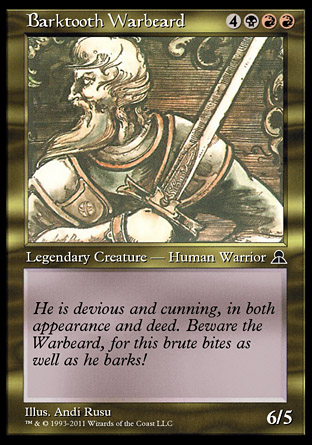 Barktooth Warbeard 4
Legendary Creature — Human Warrior
He is devious and cunning, in both
appearance and deed. Beware the
Warbeard, for this brute bites as
well as he barks!
Illus. Andi Rusu
™ & © 1993-2011 Wizards of the Coast LLC
6/5